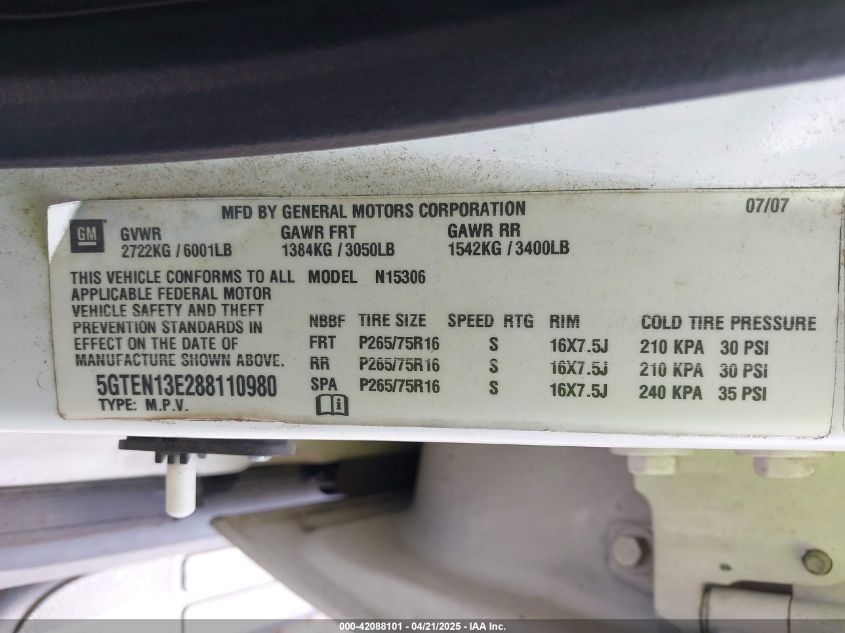 MFD BY GENERAL MOTORS CORPORATION 07/07
GM GVWR GAWR FRT GAWR RR
2722KG / 6001LB 1384KG / 3050LB 1542KG / 3400LB
THIS VEHICLE CONFORMS TO ALL MODEL N15306
APPLICABLE FEDERAL MOTOR
VEHICLE SAFETY AND THEFT
PREVENTION STANDARDS IN
EFFECT ON THE DATE OF
MANUFACTURE SHOWN ABOVE.
5GTEN13E288110980
TYPE: M.P.V.
NBBF TIRE SIZE SPEED RTG RIM COLD TIRE PRESSURE
FRT P265/75R16 S 16X7.5J 210 KPA 30 PSI
RR P265/75R16 S 16X7.5J 210 KPA 30 PSI
SPA P265/75R16 S 16X7.5J 240 KPA 35 PSI
000-42088101 - 04/21/2025 - IAA Inc.